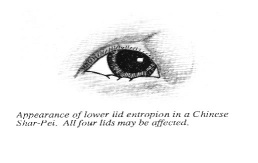 Appearance of lower lid entropion in a Chinese
Shar-Pei. All four lids may be affected.